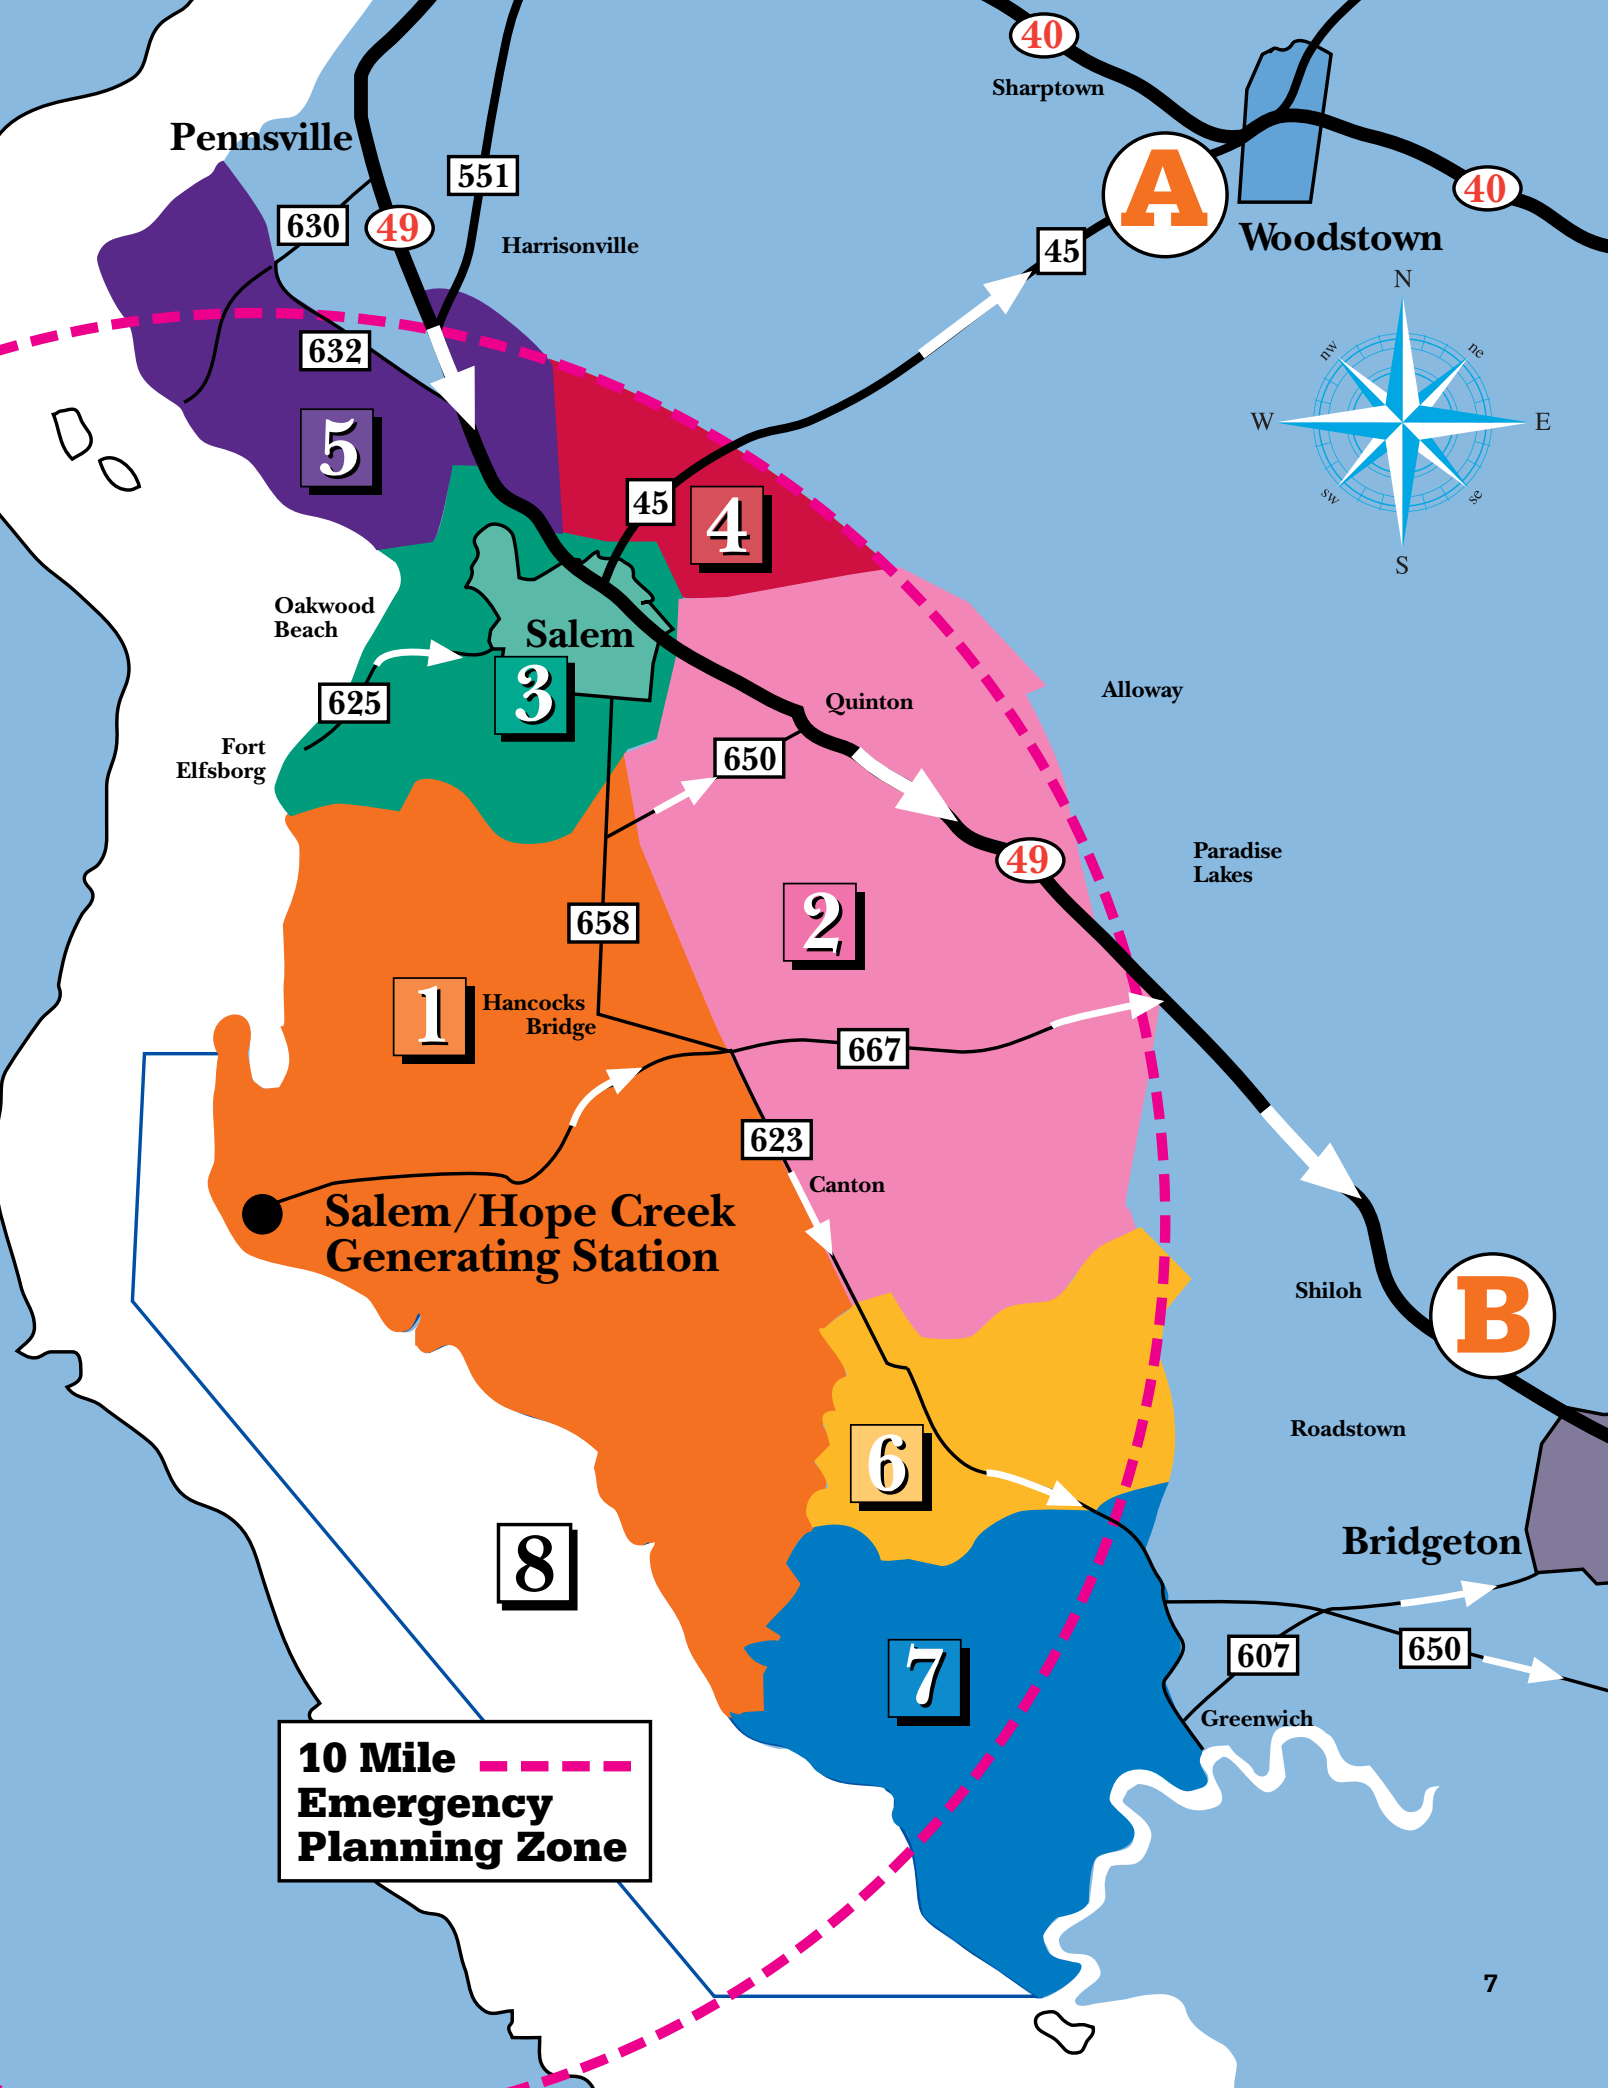 40
Sharptown
Pennsville
551
A
40
630
49
Harrisonville
45
Woodstown
N
nw
ne
W
E
sw
se
S
632
5
45
4
Oakwood
Beach
Salem
625
3
Quinton
Alloway
Fort
Elfsborg
650
49
Paradise
Lakes
658
2
1
Hancocks
Bridge
667
623
Canton
Salem/Hope Creek
Generating Station
Shiloh
B
Roadstown
6
Bridgeton
8
607
650
7
Greenwich
10 Mile
Emergency
Planning Zone
7